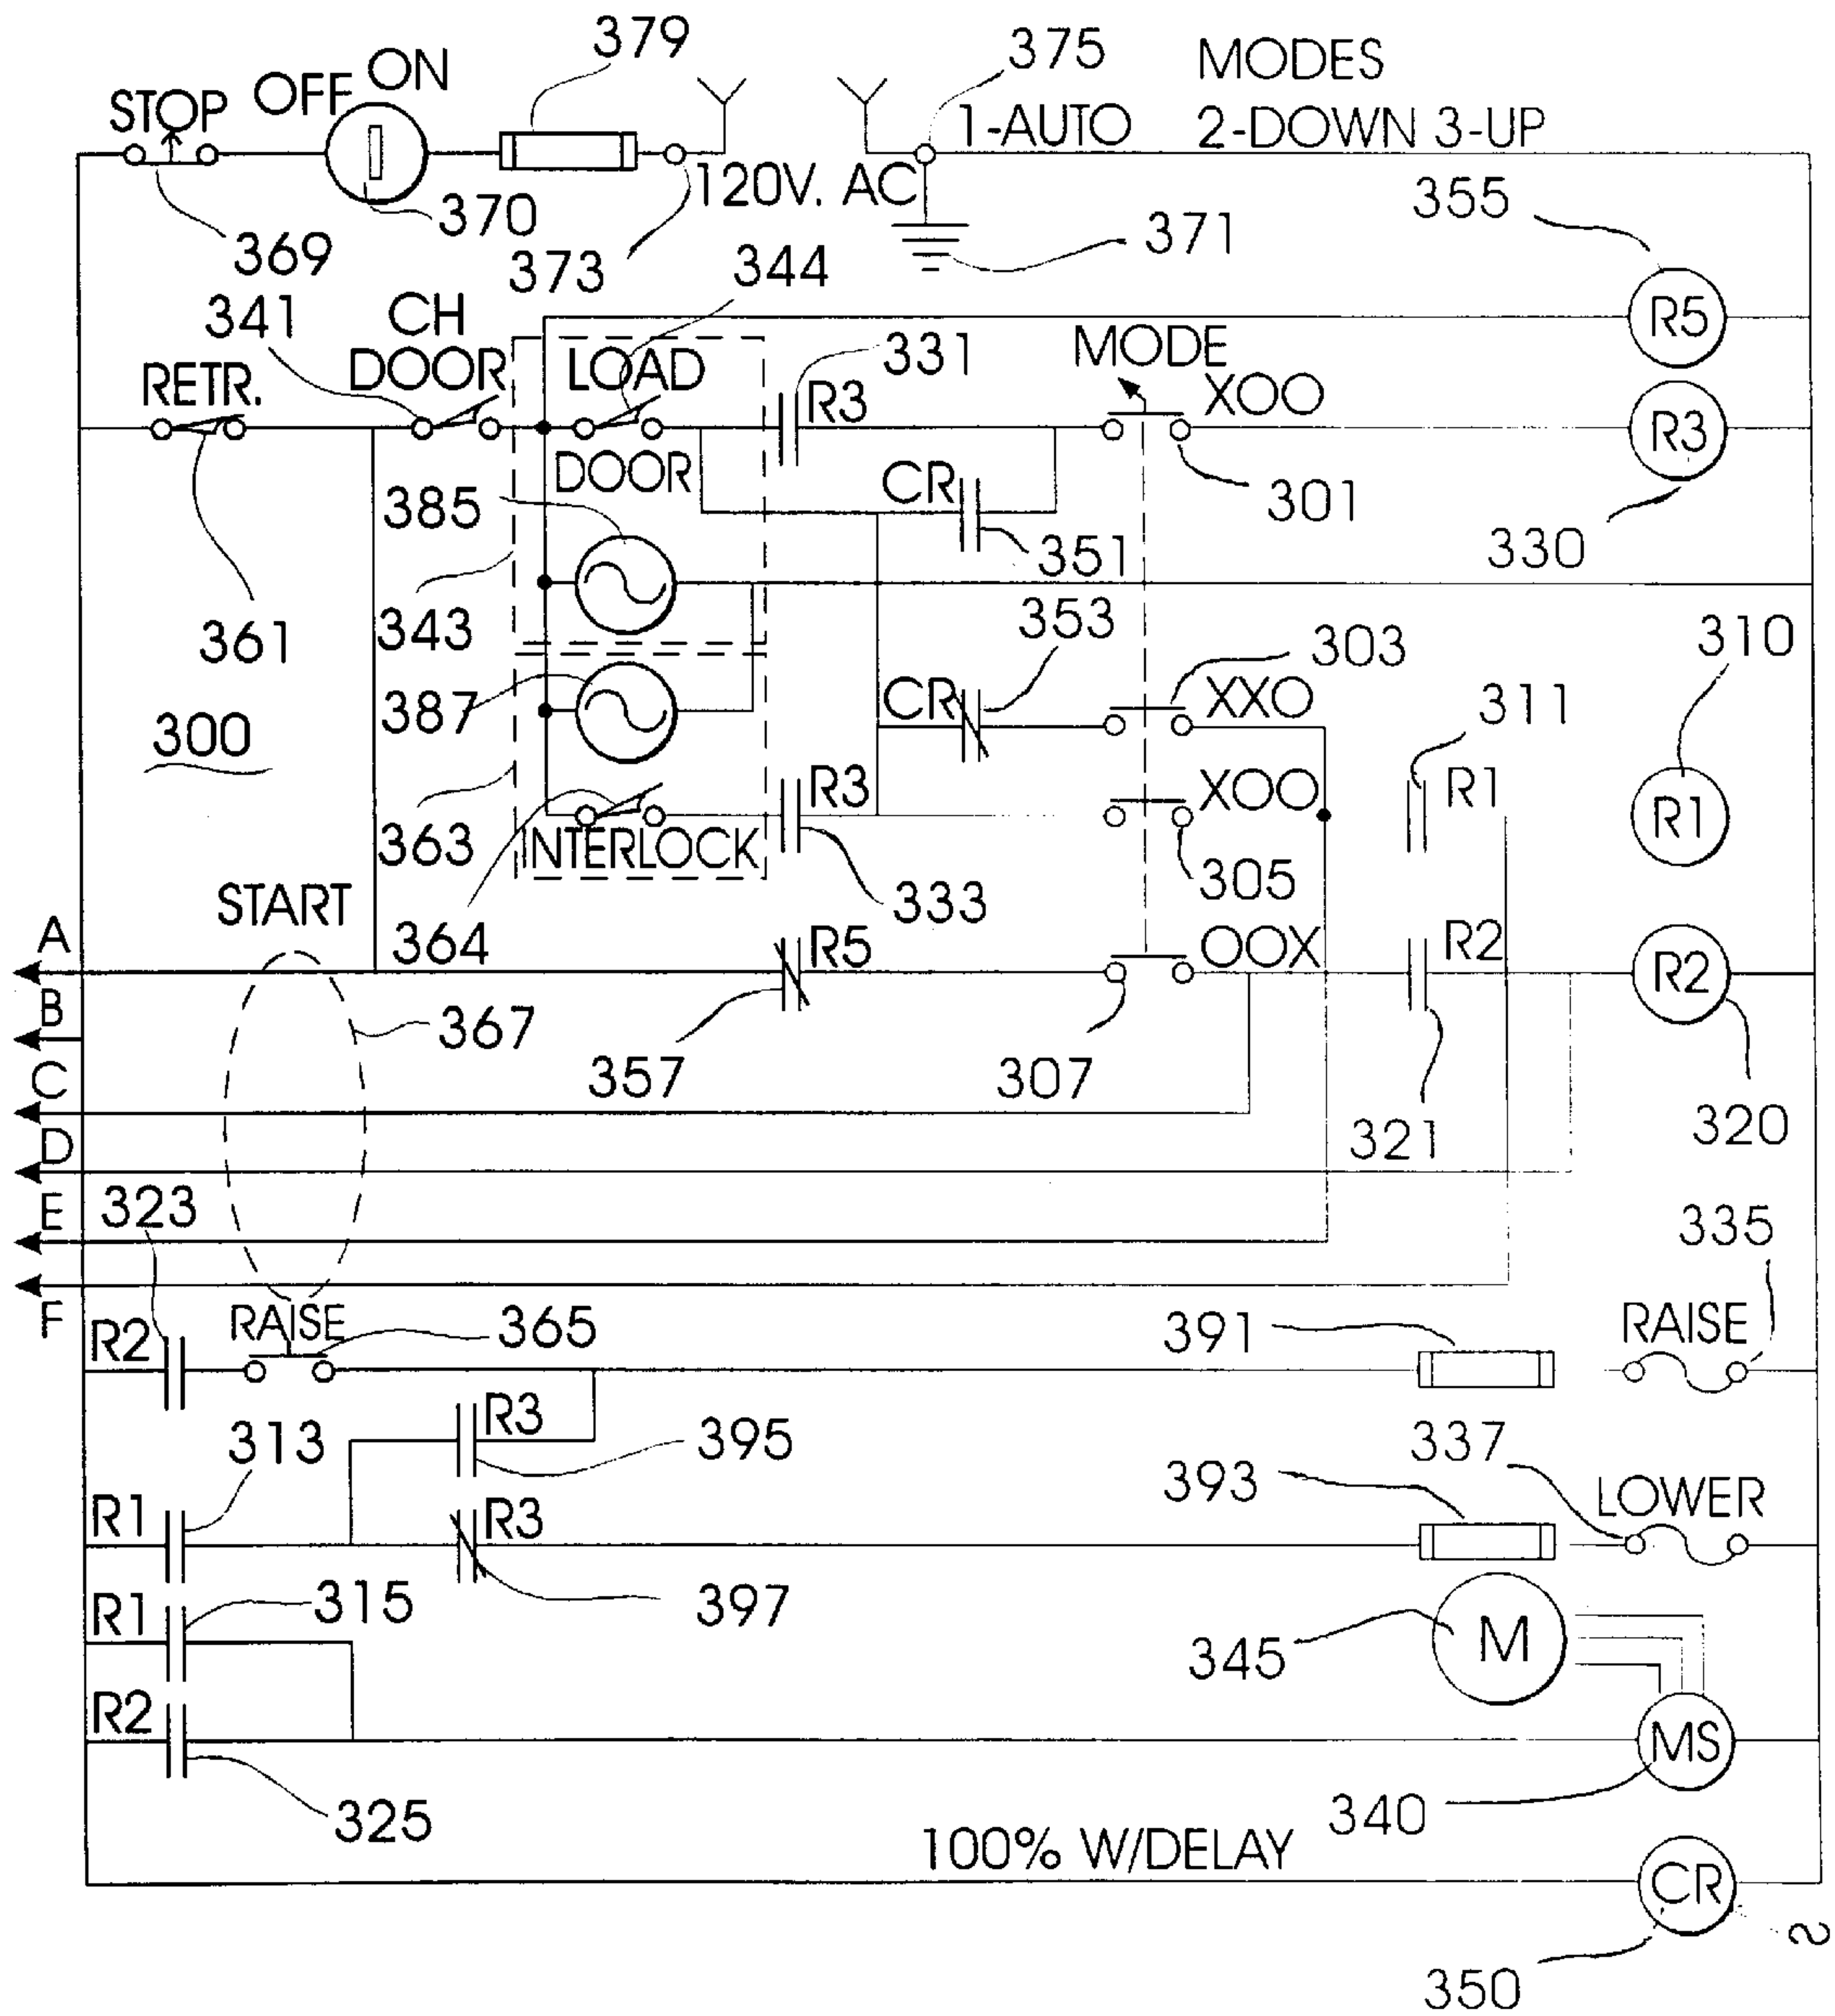 379
375
MODES
OFF
ON
STOP
1-AUTO
2-DOWN 3-UP
120V. AC
370
369
373
344
371
355
341
CH
DOOR
LOAD
DOOR
331
MODE
R5
RETR.
R3
XOO
R3
385
CR
301
351
330
343
361
353
303
310
387
CR
XXO
311
300
R3
XOO
R1
R1
363
INTERLOCK
305
333
START
364
A
R5
OOX
R2
R2
B
367
357
307
C
321
320
D
323
E
335
F
R2
RAISE
365
391
RAISE
R3
395
313
337
393
LOWER
R1
R3
397
R1
315
345
M
R2
MS
325
340
100% W/DELAY
CR
350